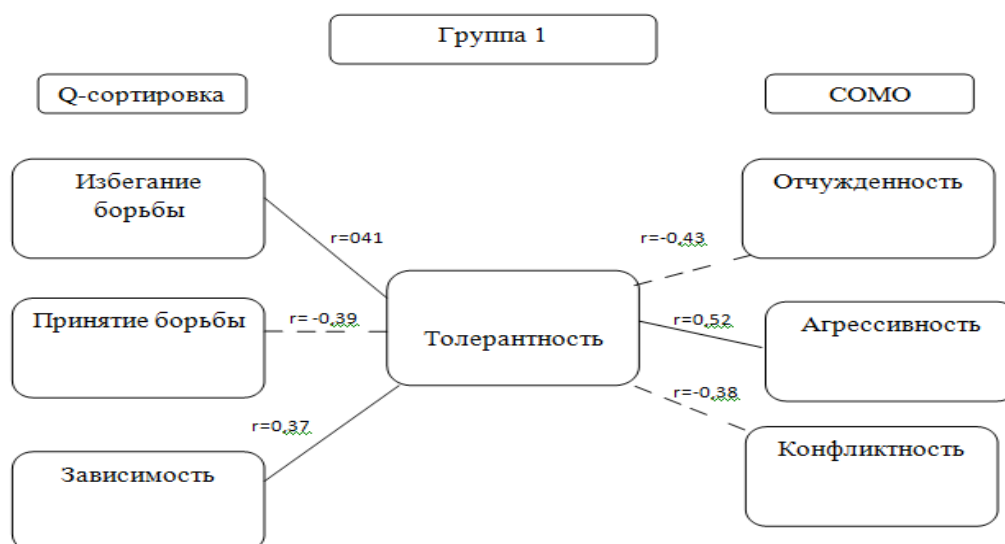 Группа 1
Q-сортировка
СОМО
Избегание
борьбы
Отчужденность
r=041
r=-0,43
Принятие борьбы
r= -0,39
Толерантность
r=0,52
Агрессивность
r=0,37
r=-0,38
Зависимость
Конфликтность